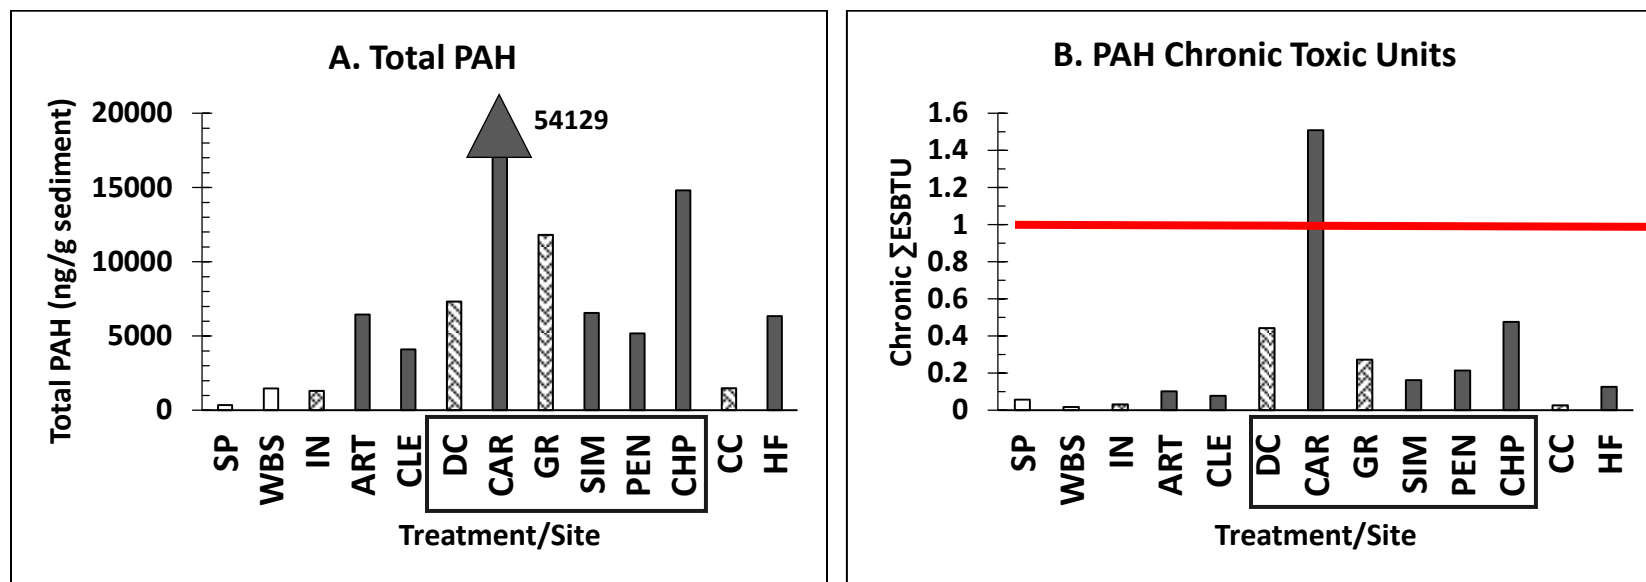 A. Total PAH
Total PAH (ng/g sediment)
20000
15000
10000
5000
0
54129
SP
WBS
IN
ART
CLE
DC
CAR
GR
SIM
PEN
CHP
CC
HF
Treatment/Site
B. PAH Chronic Toxic Units
Chronic ∑ESBTU
1.6
1.4
1.2
1
0.8
0.6
0.4
0.2
0
SP
WBS
IN
ART
CLE
DC
CAR
GR
SIM
PEN
CHP
CC
HF
Treatment/Site